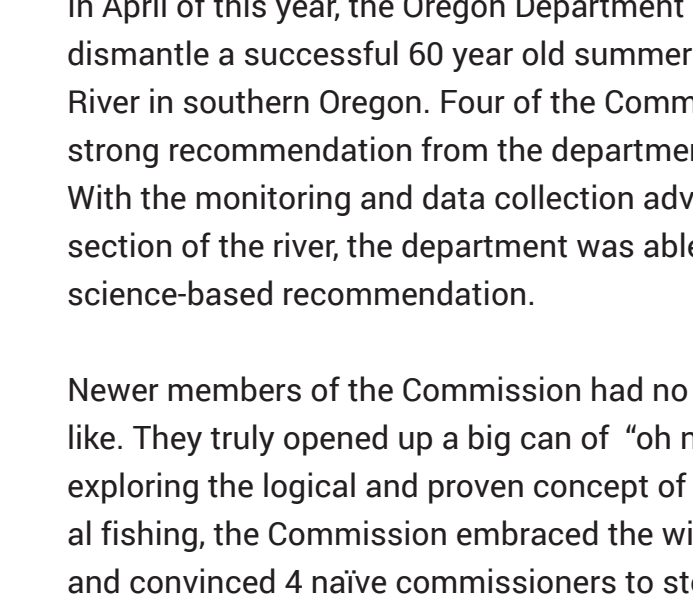 In April of this year, the Oregon Department
dismantle a successful 60 year old summer
River in southern Oregon. Four of the Comm
strong recommendation from the departme
With the monitoring and data collection adv
section of the river, the department was abl
science-based recommendation.

Newer members of the Commission had no
like. They truly opened up a big can of “oh
exploring the logical and proven concept of
al fishing, the Commission embraced the wi
and convinced 4 naïve commissioners to st